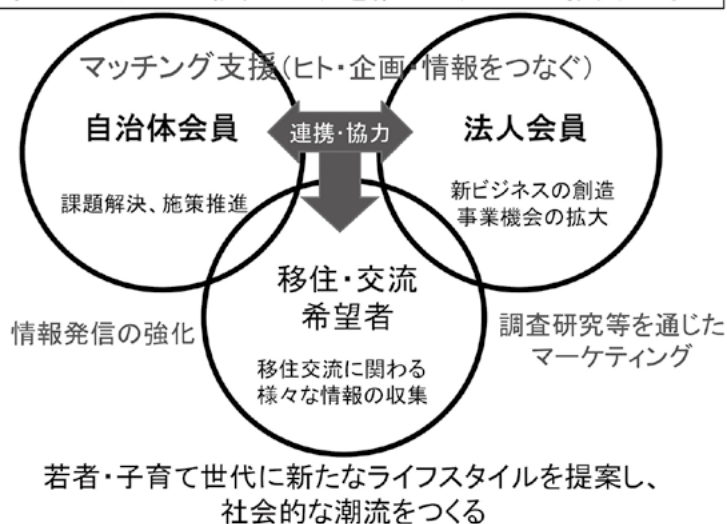 マッチング支援(ヒト・企画・情報をつなぐ)
自治体会員
連携・協力
法人会員
課題解決、施策推進
新ビジネスの創造
事業機会の拡大
移住・交流
希望者
情報発信の強化
調査研究等を通じた
マーケティング
移住交流に関わる
様々な情報の収集
若者・子育て世代に新たなライフスタイルを提案し、
社会的な潮流をつくる